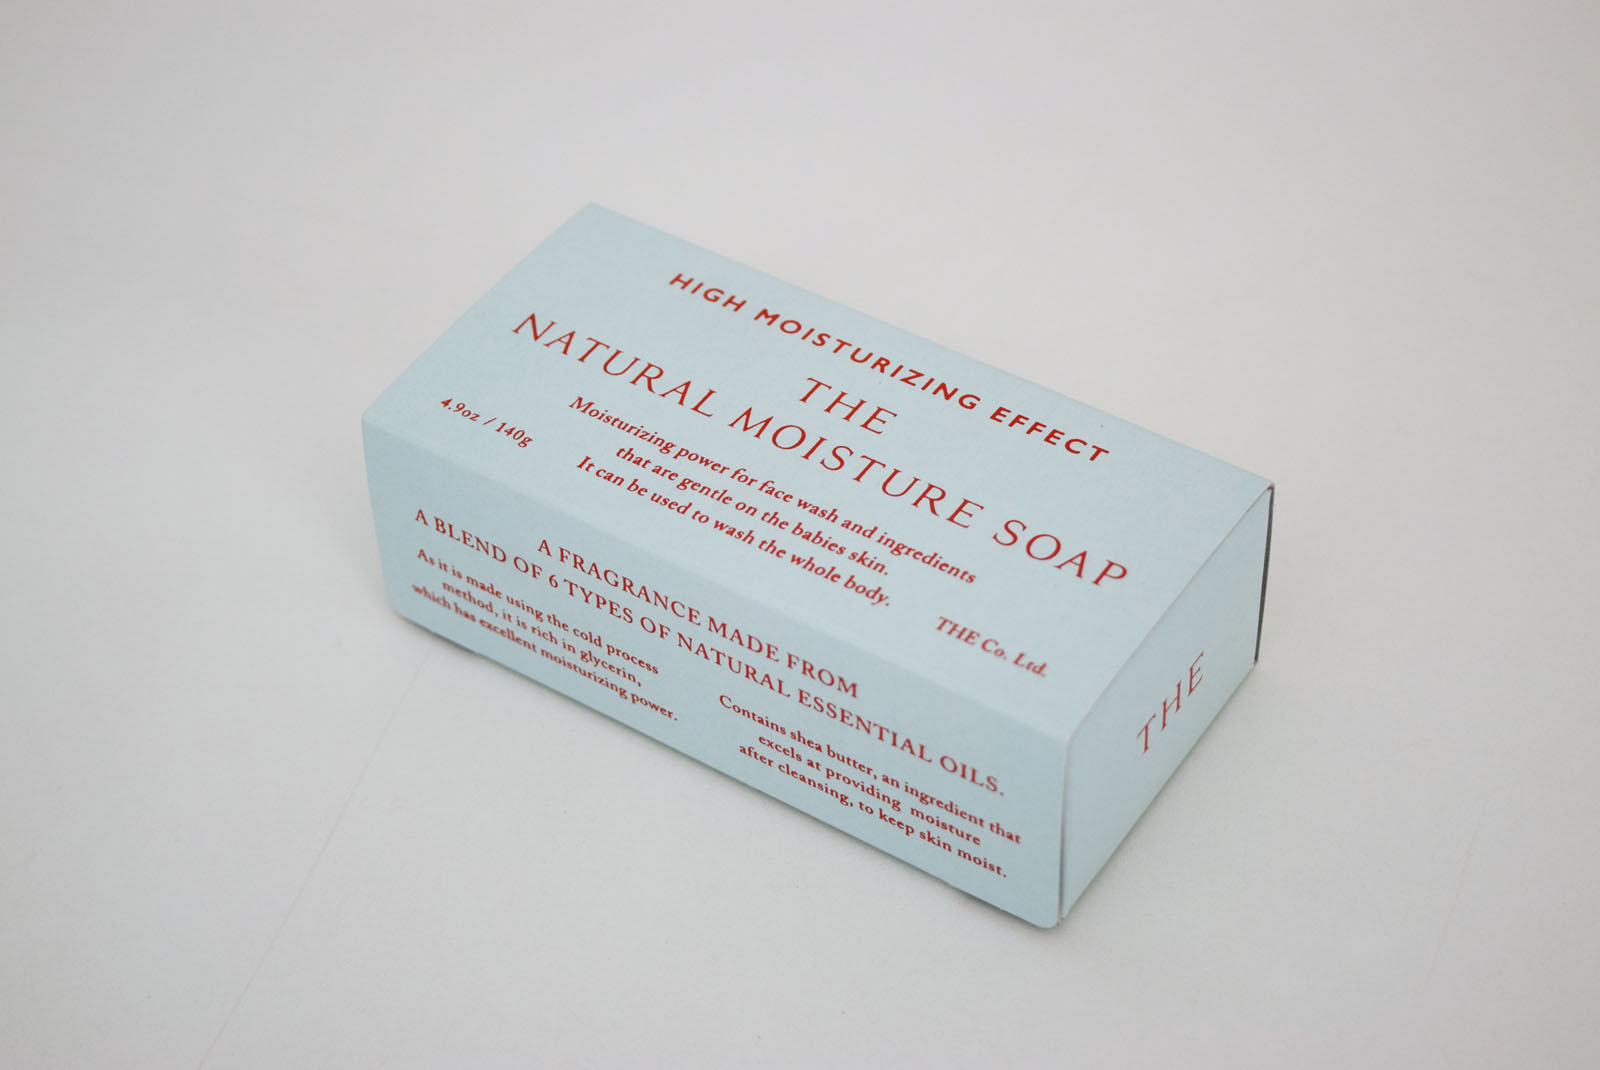 HIGH MOISTURIZING EFFECT
THE
NATURAL MOISTURE SOAP
Moisturizing power for face wash and ingredients
that are gentle on the babies skin.
It can be used to wash the whole body.
4.9oz / 140g
THE Co. Ltd.
A FRAGRANCE MADE FROM
A BLEND OF 6 TYPES OF NATURAL ESSENTIAL OILS.
As it is made using the cold process
method, it is rich in glycerin,
which has excellent moisturizing power.
Contains shea butter, an ingredient that
excels at providing moisture
after cleansing, to keep skin moist.
THE